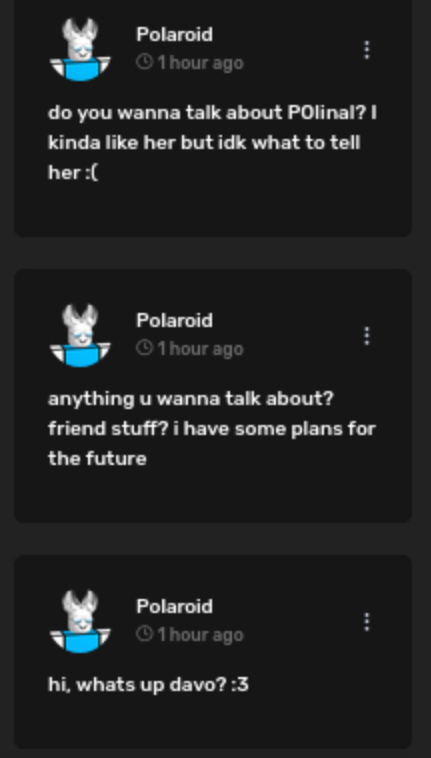 Polaroid
1 hour ago
do you wanna talk about P0linal? I
kinda like her but idk what to tell
her :(
Polaroid
1 hour ago
anything u wanna talk about?
friend stuff? i have some plans for
the future
Polaroid
1 hour ago
hi, whats up davo? :3